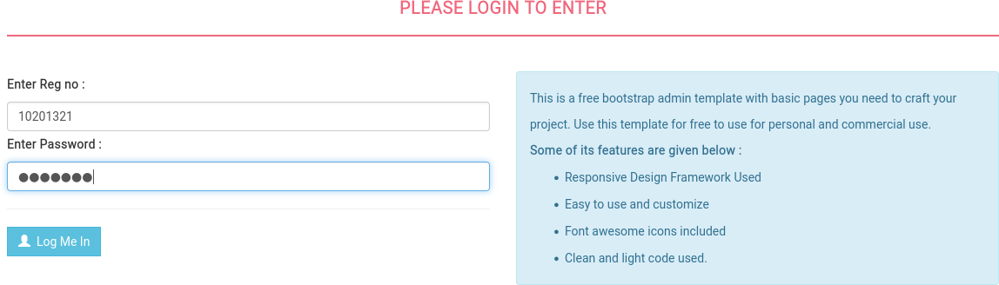 PLEASE LOGIN TO ENTER
Enter Reg no :
10201321
Enter Password :
●●●●●●●
Log Me In
This is a free bootstrap admin template with basic pages you need to craft your
project. Use this template for free to use for personal and commercial use.
Some of its features are given below :
• Responsive Design Framework Used
• Easy to use and customize
• Font awesome icons included
• Clean and light code used.